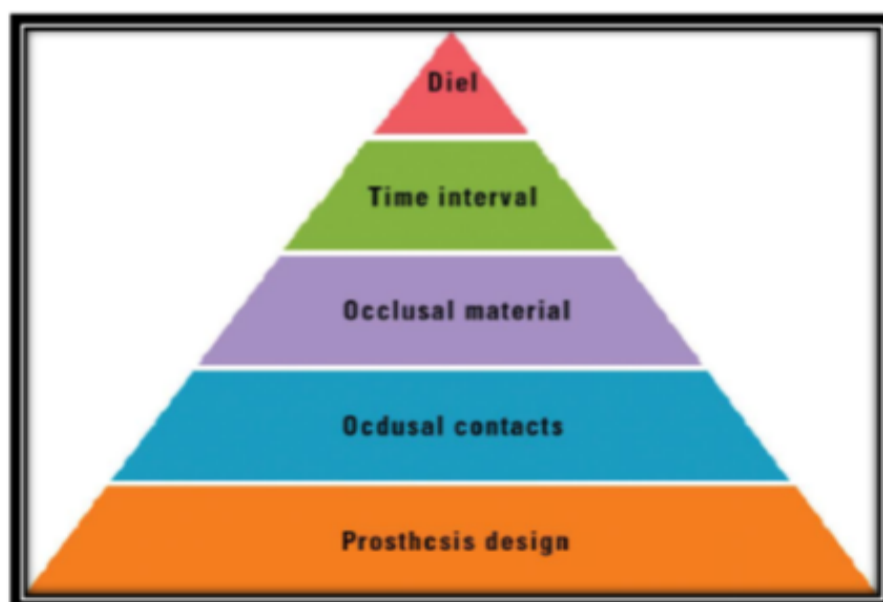 Diel
Time interval
Occlusal material
Ocdusal contacts
Prosthcsis design